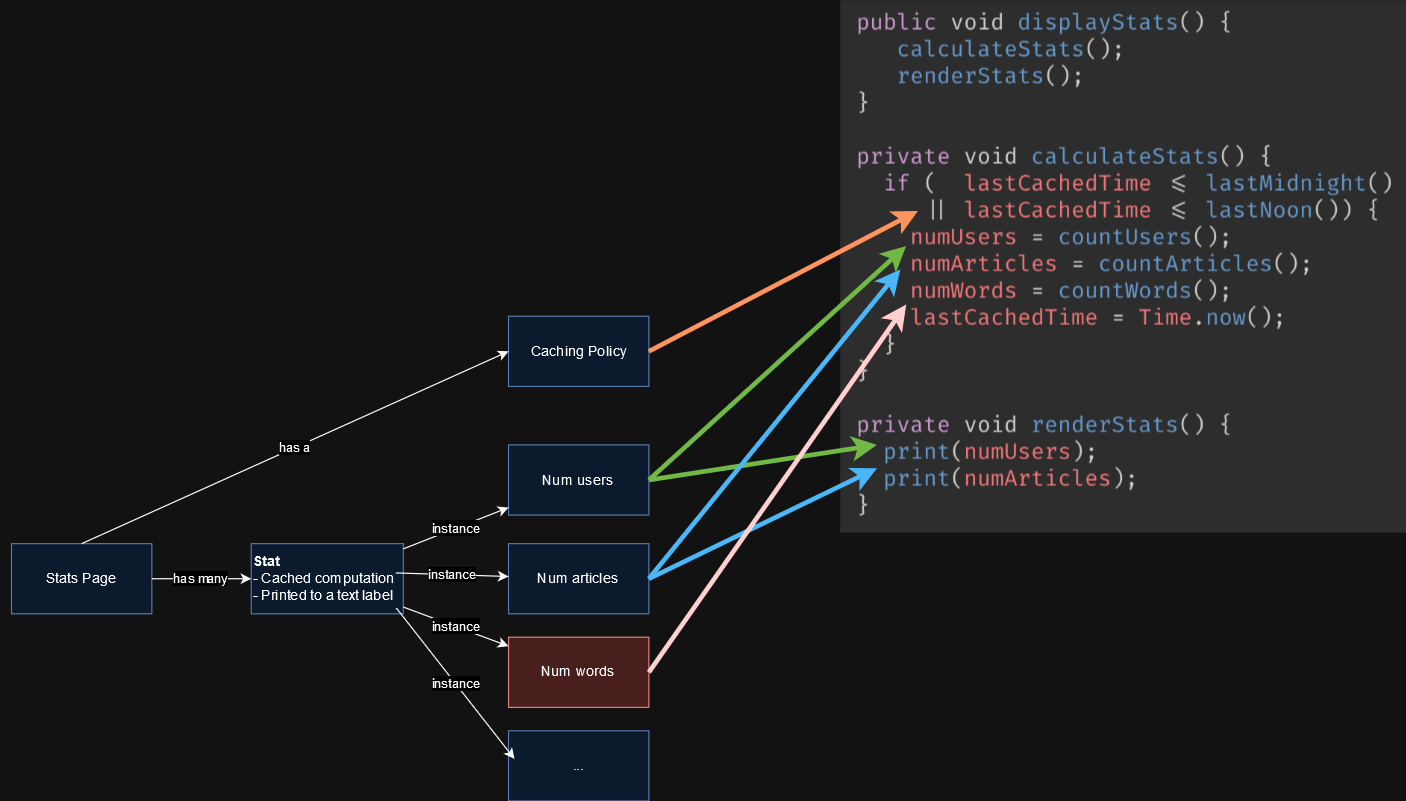 public void displayStats() {
calculateStats();
renderStats();
}
private void calculateStats() {
if ( lastCachedTime ≤ lastMidnight()
|| lastCachedTime ≤ lastNoon()) {
numUsers = countUsers();
numArticles = countArticles();
numWords = countWords();
lastCachedTime = Time.now();
}
}
private void renderStats() {
print(numUsers);
print(numArticles);
}
Caching Policy
has a
Num users
instance
Stats Page
has many
Stat
- Cached computation
- Printed to a text label
instance
Num articles
instance
Num words
instance
...